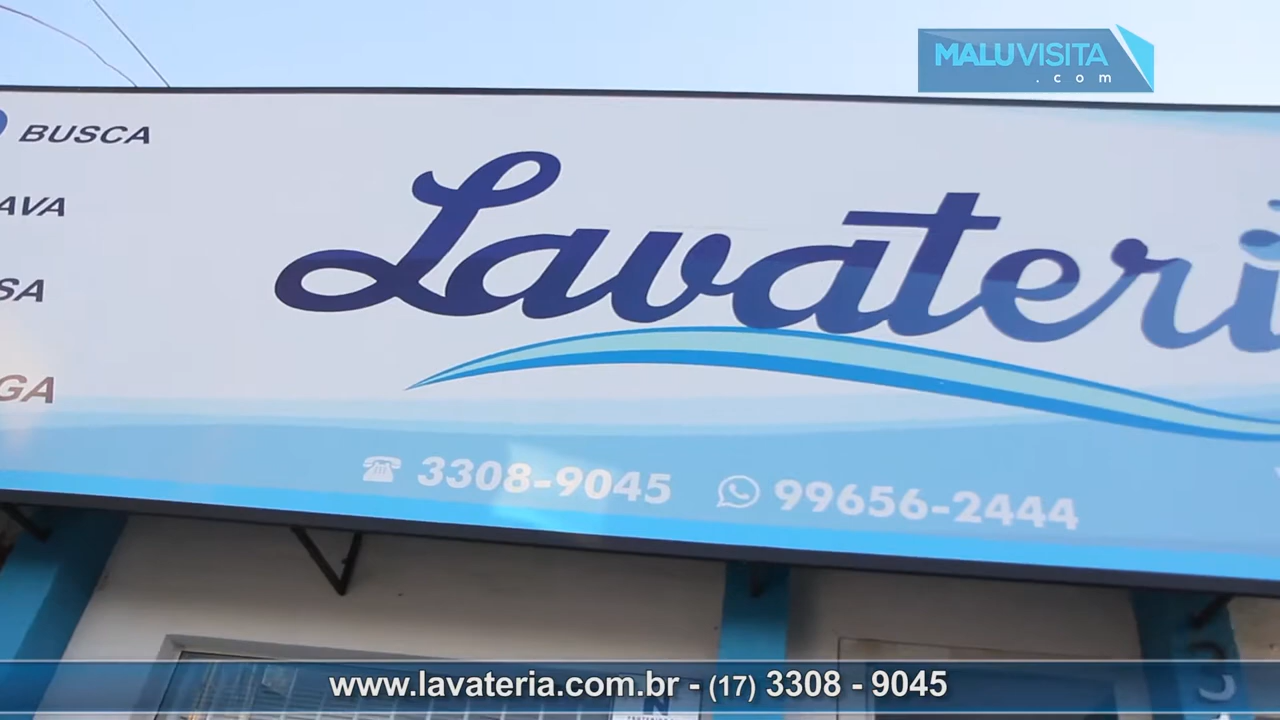 MALUVISITA
.com
BUSCA
AVA
SA
GA
Lavateri
3308-9045
99656-2444
www.lavateria.com.br - (17) 3308 - 9045